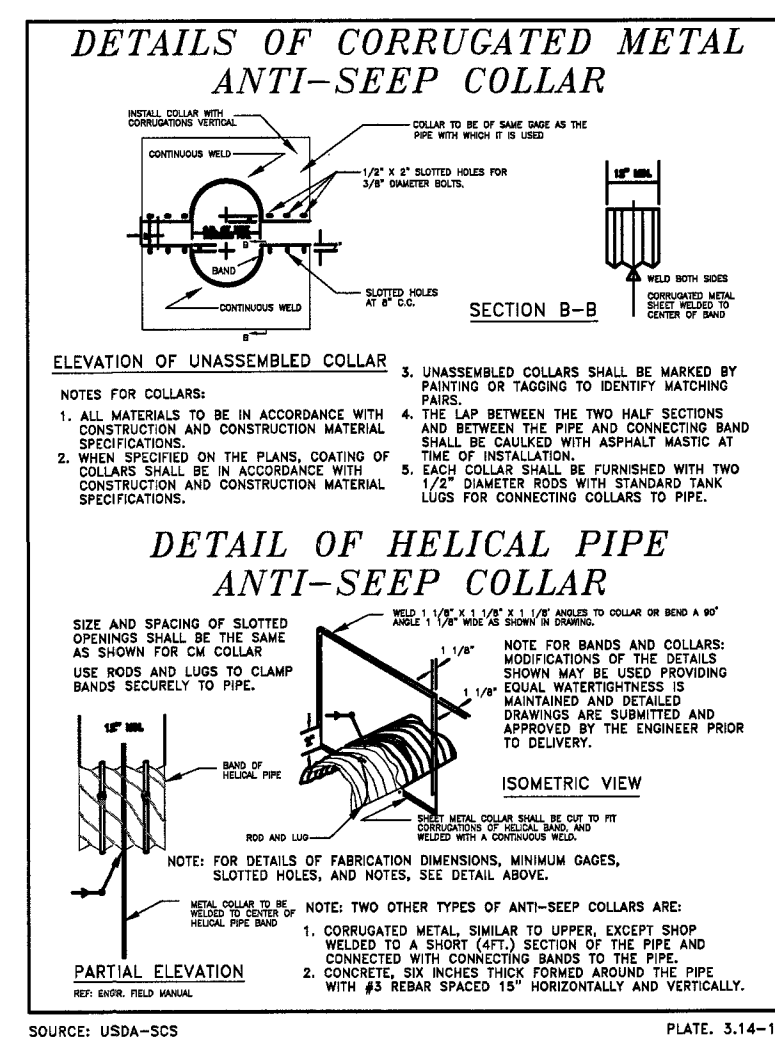 DETAILS OF CORRUGATED METAL
ANTI-SEEP COLLAR
INSTALL COLLAR WITH
CORRUGATIONS VERTICAL
COLLAR TO BE OF SAME GAGE AS THE
PIPE WITH WHICH IT IS USED
CONTINUOUS WELD
1/2" X 2" SLOTTED HOLES FOR
3/8" DIAMETER BOLTS.
B
BAND
SLOTTED HOLES
AT 8" C.C.
CONTINUOUS WELD
B
12" MIN.
WELD BOTH SIDES
CORRUGATED METAL
SHEET WELDED TO
CENTER OF BAND
SECTION B-B
ELEVATION OF UNASSEMBLED COLLAR
NOTES FOR COLLARS:
1. ALL MATERIALS TO BE IN ACCORDANCE WITH
CONSTRUCTION AND CONSTRUCTION MATERIAL
SPECIFICATIONS.
2. WHEN SPECIFIED ON THE PLANS, COATING OF
COLLARS SHALL BE IN ACCORDANCE WITH
CONSTRUCTION AND CONSTRUCTION MATERIAL
SPECIFICATIONS.
3. UNASSEMBLED COLLARS SHALL BE MARKED BY
PAINTING OR TAGGING TO IDENTIFY MATCHING
PAIRS.
4. THE LAP BETWEEN THE TWO HALF SECTIONS
AND BETWEEN THE PIPE AND CONNECTING BAND
SHALL BE CAULKED WITH ASPHALT MASTIC AT
TIME OF INSTALLATION.
5. EACH COLLAR SHALL BE FURNISHED WITH TWO
1/2" DIAMETER RODS WITH STANDARD TANK
LUGS FOR CONNECTING COLLARS TO PIPE.
DETAIL OF HELICAL PIPE
ANTI-SEEP COLLAR
SIZE AND SPACING OF SLOTTED
OPENINGS SHALL BE THE SAME
AS SHOWN FOR CM COLLAR
USE RODS AND LUGS TO CLAMP
BANDS SECURELY TO PIPE.
WELD 1 1/8" X 1 1/8" X 1 1/8' ANGLES TO COLLAR OR BEND A 90°
ANGLE 1 1/8" WIDE AS SHOWN IN DRAWING.
1 1/8"
1 1/8"
NOTE FOR BANDS AND COLLARS:
MODIFICATIONS OF THE DETAILS
SHOWN MAY BE USED PROVIDING
EQUAL WATERTIGHTNESS IS
MAINTAINED AND DETAILED
DRAWINGS ARE SUBMITTED AND
APPROVED BY THE ENGINEER PRIOR
TO DELIVERY.
ISOMETRIC VIEW
12" MIN.
BAND OF
HELICAL PIPE
ROD AND LUG
SHEET METAL COLLAR SHALL BE CUT TO FIT
CORRUGATIONS OF HELICAL BAND, AND
WELDED WITH A CONTINUOUS WELD.
NOTE: FOR DETAILS OF FABRICATION DIMENSIONS, MINIMUM GAGES,
SLOTTED HOLES, AND NOTES, SEE DETAIL ABOVE.
METAL COLLAR TO BE
WELDED TO CENTER OF
HELICAL PIPE BAND
PARTIAL ELEVATION
REF: ENG'R. FIELD MANUAL
NOTE: TWO OTHER TYPES OF ANTI-SEEP COLLARS ARE:
1. CORRUGATED METAL, SIMILAR TO UPPER, EXCEPT SHOP
WELDED TO A SHORT (4FT.) SECTION OF THE PIPE AND
CONNECTED WITH CONNECTING BANDS TO THE PIPE.
2. CONCRETE, SIX INCHES THICK FORMED AROUND THE PIPE
WITH #3 REBAR SPACED 15" HORIZONTALLY AND VERTICALLY.
SOURCE: USDA-SCS
PLATE. 3.14-1